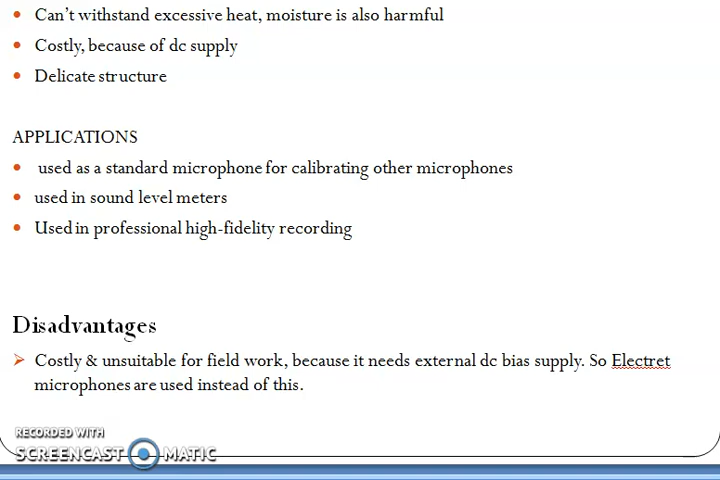 Can't withstand excessive heat, moisture is also harmful
Costly, because of dc supply
Delicate structure
APPLICATIONS
used as a standard microphone for calibrating other microphones
used in sound level meters
Used in professional high-fidelity recording
Disadvantages
Costly & unsuitable for field work, because it needs external dc bias supply. So Electret
microphones are used instead of this.
RECORDED WITH
SCREENCAST MATIC